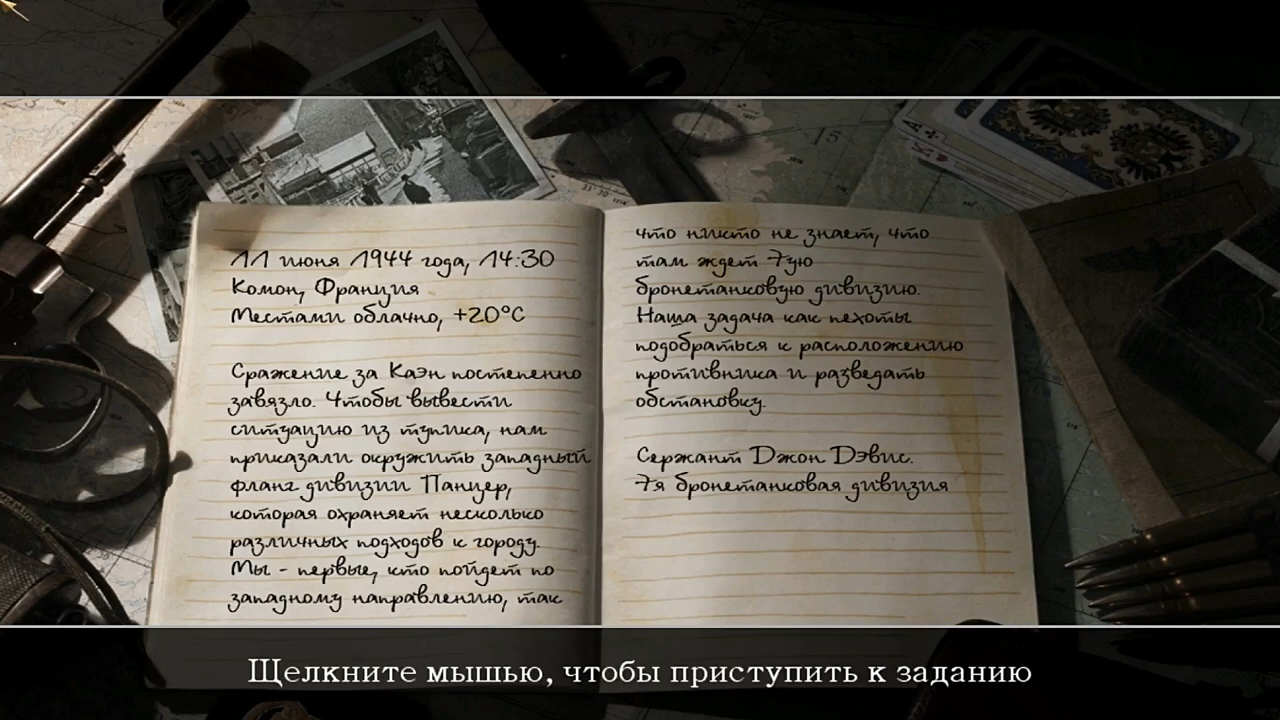 11 июня 1944 года, 14:30
Комон, Франция
Местами облачно, +20°C
Сражение за Каэн постепенно
завязло. Чтобы вывести
ситуацию из тупика, нам
приказали окружить западный
фланг дивизии Панцер,
которая охраняет несколько
различных подходов к городу.
Мы - первые, кто пойдет по
западному направлению, так
что никто не знает, что
там ждет 7ую
бронетанковую дивизию.
Наша задача как пехоты
подобраться к расположению
противника и разведать
обстановку.
Сержант Джон Дэвис.
7я бронетанковая дивизия
Щелкните мышью, чтобы приступить к заданию